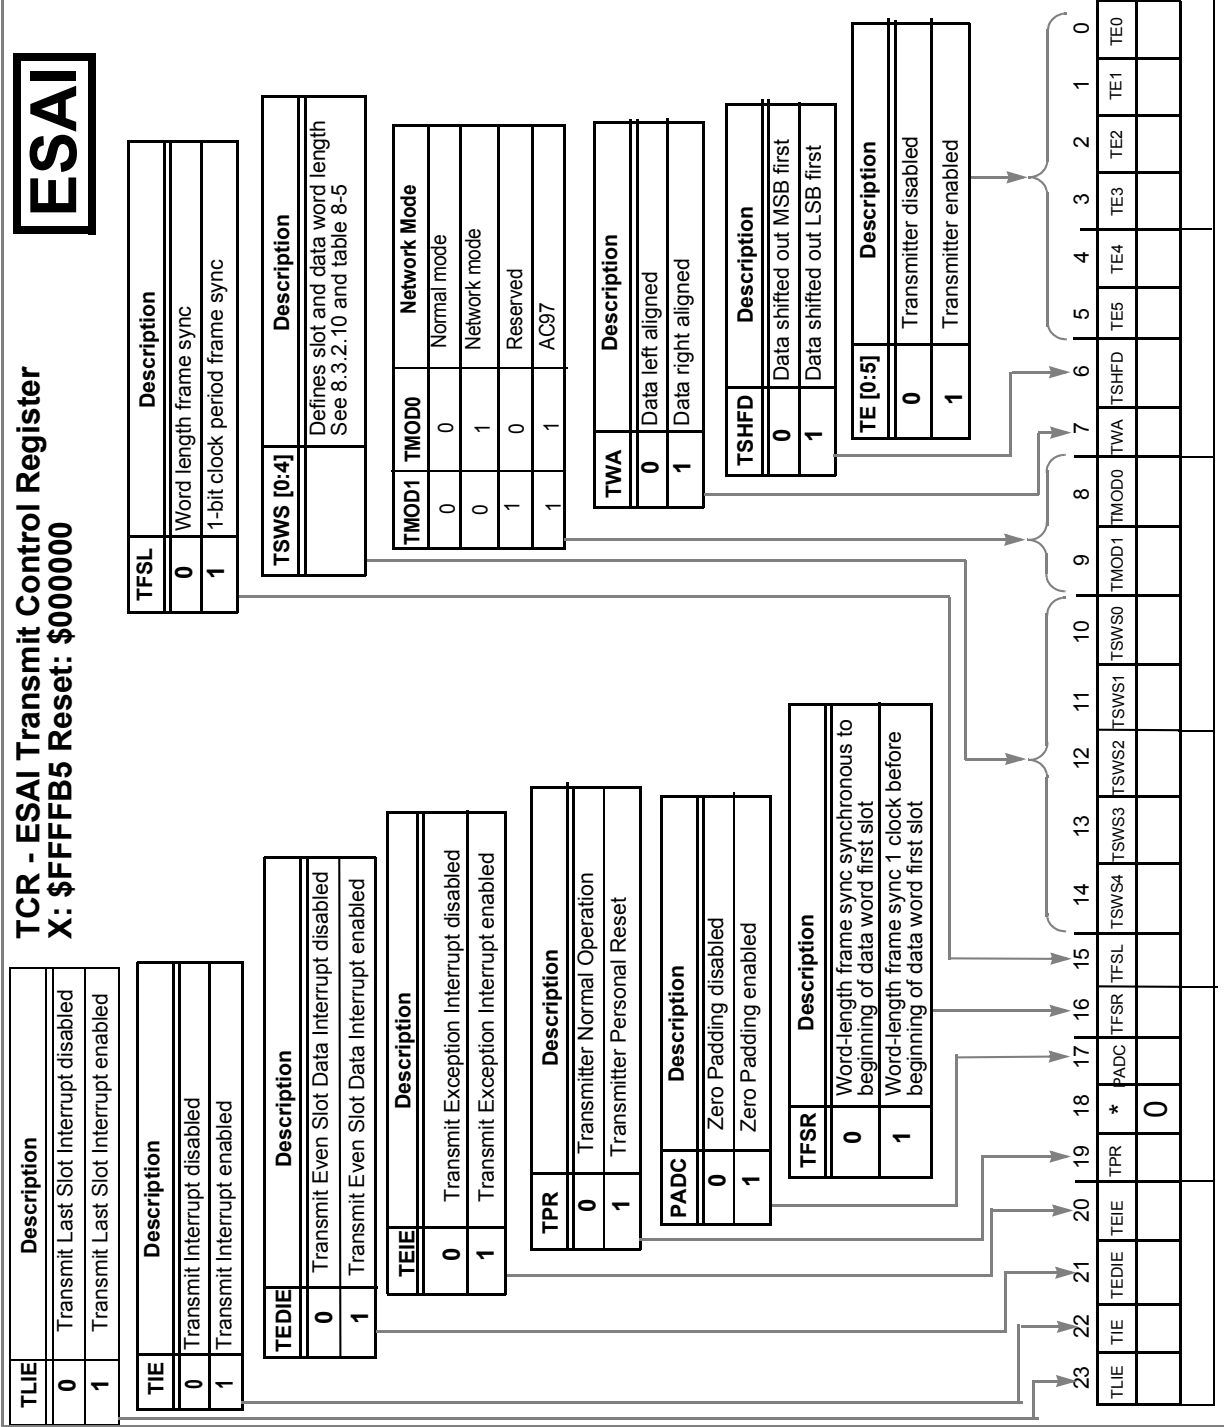 ESAI
TCR - ESAI Transmit Control Register
X: $FFFFB5 Reset: $000000
TLIE Description
0 Transmit Last Slot Interrupt disabled
1 Transmit Last Slot Interrupt enabled
TFSL Description
0 Word length frame sync
1 1-bit clock period frame sync
TIE Description
0 Transmit Interrupt disabled
1 Transmit Interrupt enabled
TSWS [0:4] Description
Defines slot and data word length
See 8.3.2.10 and table 8-5
TEDIE Description
0 Transmit Even Slot Data Interrupt disabled
1 Transmit Even Slot Data Interrupt enabled
TMOD1 TMOD0 Network Mode
0 0 Normal mode
0 1 Network mode
1 0 Reserved
1 1 AC97
TEIE Description
0 Transmit Exception Interrupt disabled
1 Transmit Exception Interrupt enabled
TWA Description
0 Data left aligned
1 Data right aligned
TPR Description
0 Transmitter Normal Operation
1 Transmitter Personal Reset
TSHFD Description
0 Data shifted out MSB first
1 Data shifted out LSB first
PADC Description
0 Zero Padding disabled
1 Zero Padding enabled
TFSR Description
0 Word-length frame sync synchronous to
beginning of data word first slot
1 Word-length frame sync 1 clock before
beginning of data word first slot
TE [0:5] Description
0 Transmitter disabled
1 Transmitter enabled
23 22 21 20 19 18 17 16 15 14 13 12 11 10 9 8 7 6 5 4 3 2 1 0
TLIE TIE TEDIE TEIE TPR * PADC TFSR TFSL TSWS4 TSWS3 TSWS2 TSWS1 TSWS0 TMOD1 TMOD0 TWA TSHFD TE5 TE4 TE3 TE2 TE1 TE0
0